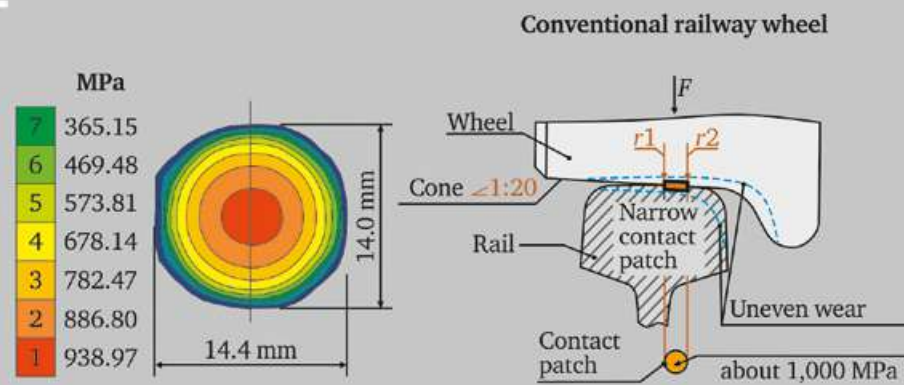 Conventional railway wheel
MPa
7 365.15
6 469.48
5 573.81
4 678.14
3 782.47
2 886.80
1 938.97
14.0 mm
14.4 mm
F
Wheel
r1 r2
Cone ∠1:20
Narrow
contact
patch
Rail
Uneven wear
Contact
patch
about 1,000 MPa